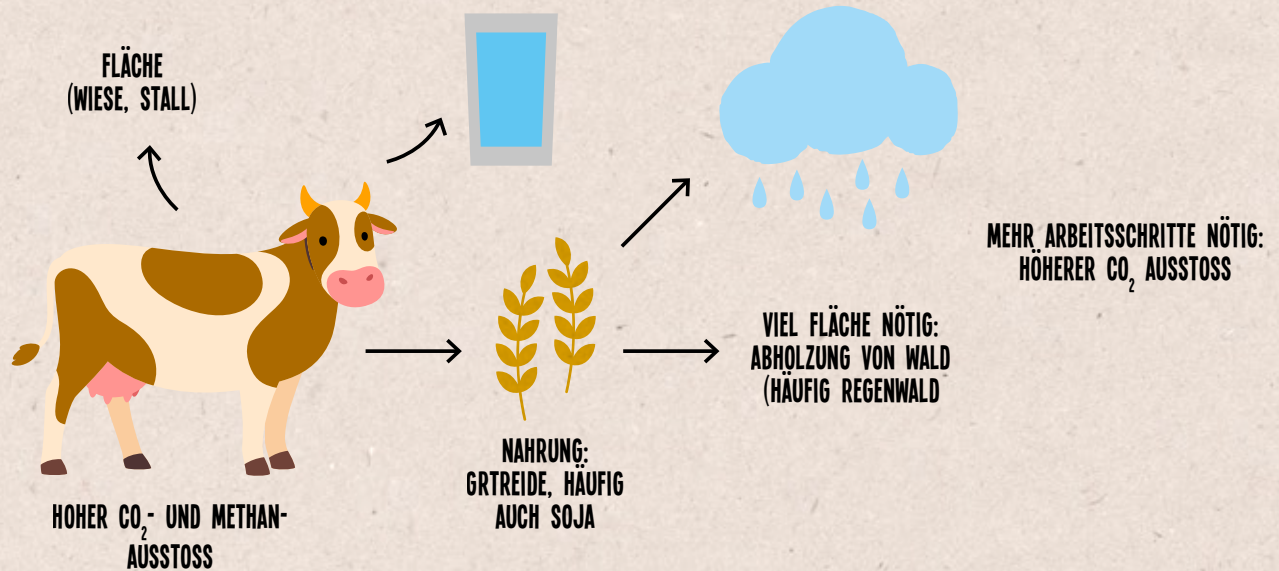 FLÄCHE
(WIESE, STALL)
MEHR ARBEITSSCHRITTE NÖTIG:
HÖHERER CO₂ AUSSTOSS
VIEL FLÄCHE NÖTIG:
ABHOLZUNG VON WALD
(HÄUFIG REGENWALD
NAHRUNG:
GRTREIDE, HÄUFIG
AUCH SOJA
HOHER CO₂- UND METHAN-
AUSSTOSS